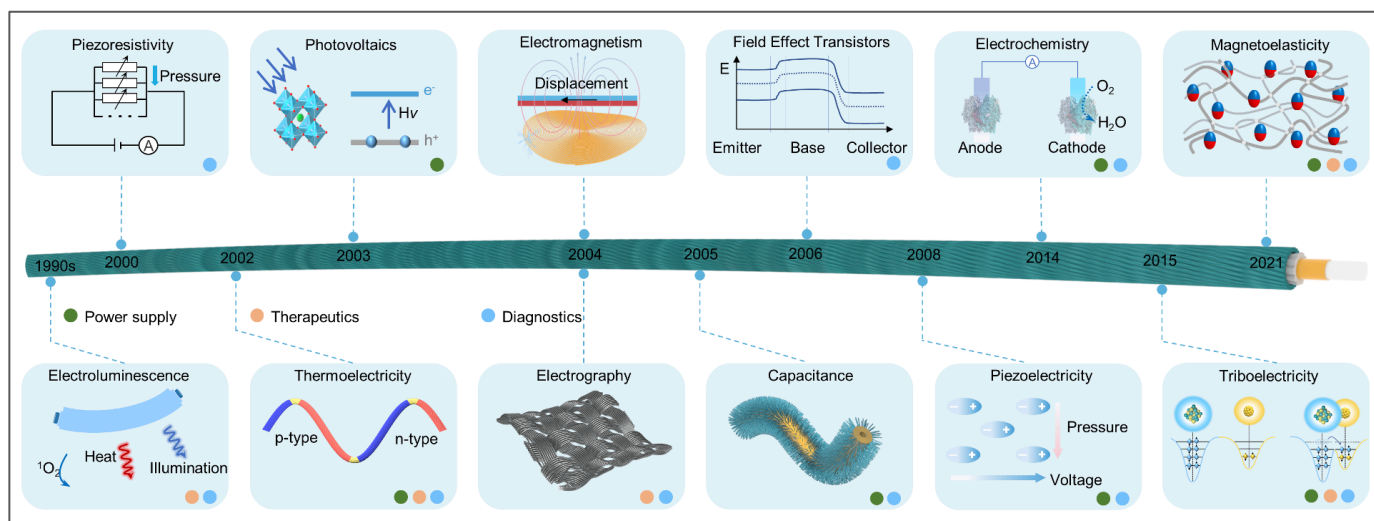 Piezoresistivity
Pressure
A
Photovoltaics
e-
Hv
h+
Electromagnetism
Displacement
Field Effect Transistors
E
Emitter Base Collector
Electrochemistry
A
O2
H2O
Anode Cathode
Magnetoelasticity
1990s 2000 2002 2003 2004 2005 2006 2008 2014 2015 2021
Power supply Therapeutics Diagnostics
Electroluminescence
1O2
Heat
Illumination
Thermoelectricity
p-type n-type
Electrography
Capacitance
Piezoelectricity
- + - +
- +
- + - +
Pressure
Voltage
Triboelectricity